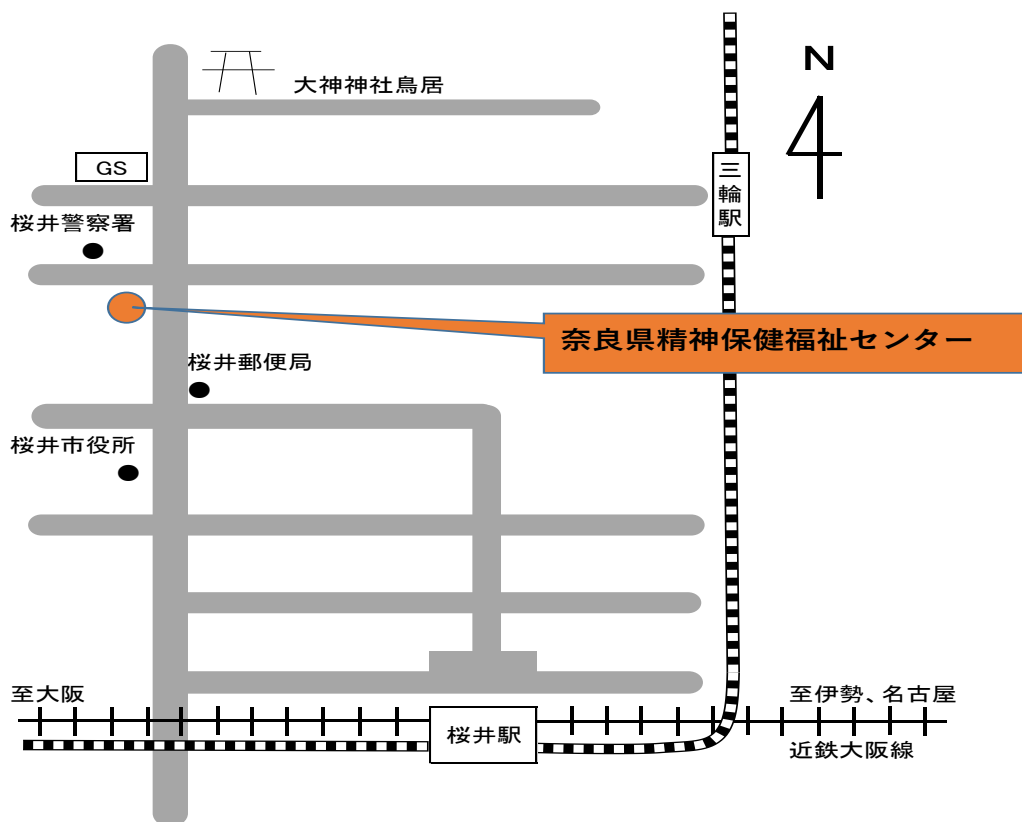 N
大神神社鳥居
GS
三輪駅
桜井警察署
奈良県精神保健福祉センター
桜井郵便局
桜井市役所
至大阪
至伊勢、名古屋
桜井駅
近鉄大阪線